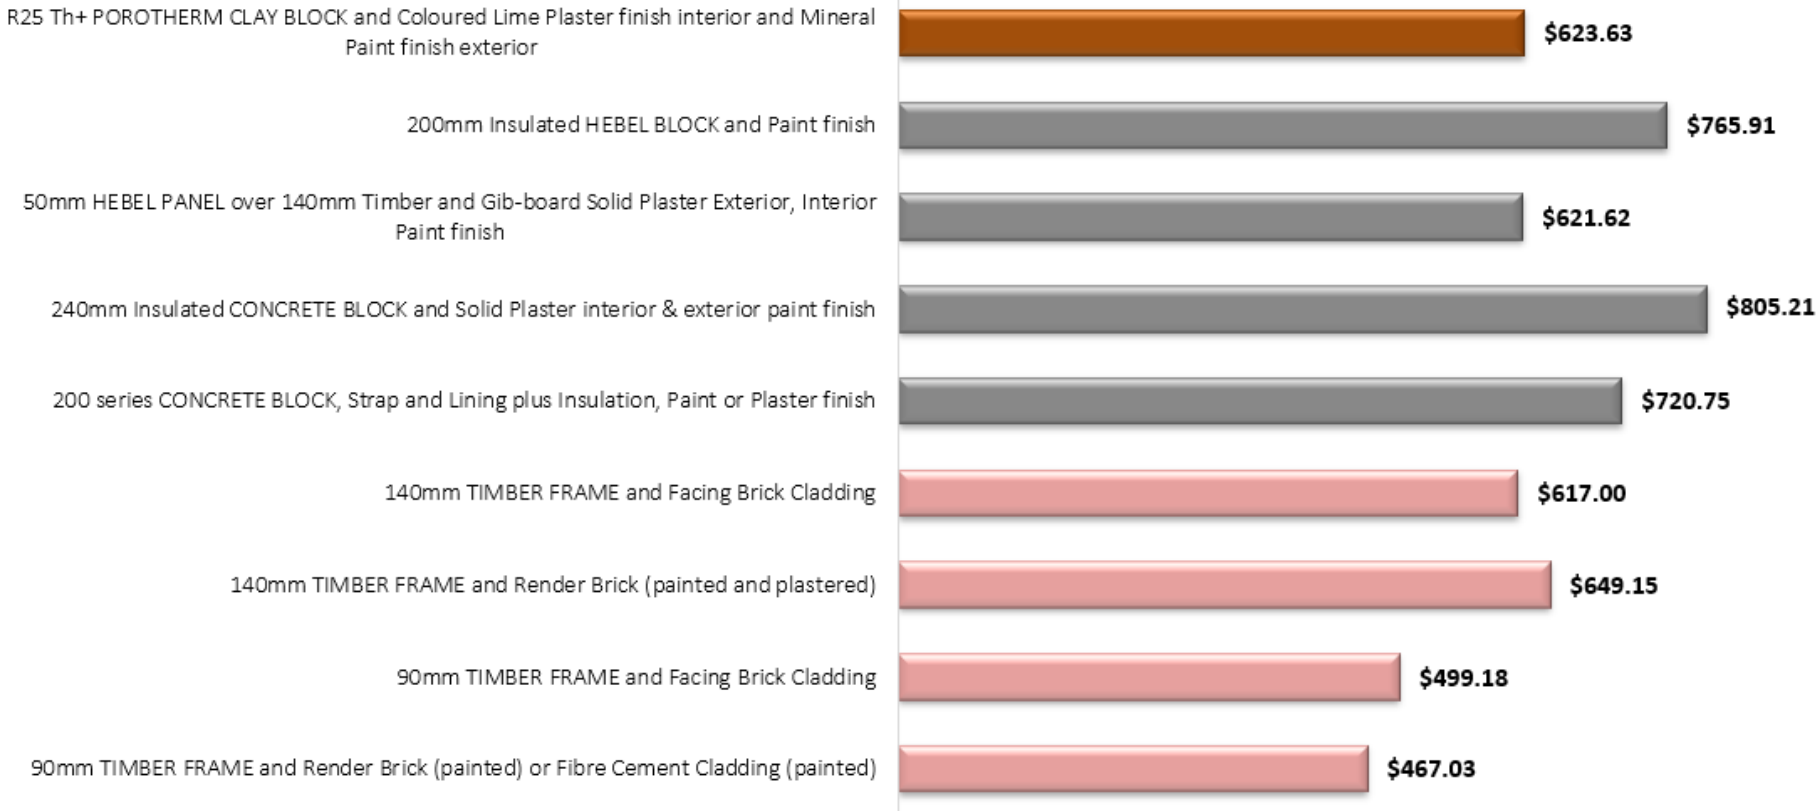 R25 Th+ POROTHERM CLAY BLOCK and Coloured Lime Plaster finish interior and Mineral
Paint finish exterior
$623.63
200mm Insulated HEBEL BLOCK and Paint finish
$765.91
50mm HEBEL PANEL over 140mm Timber and Gib-board Solid Plaster Exterior, Interior
Paint finish
$621.62
240mm Insulated CONCRETE BLOCK and Solid Plaster interior & exterior paint finish
$805.21
200 series CONCRETE BLOCK, Strap and Lining plus Insulation, Paint or Plaster finish
$720.75
140mm TIMBER FRAME and Facing Brick Cladding
$617.00
140mm TIMBER FRAME and Render Brick (painted and plastered)
$649.15
90mm TIMBER FRAME and Facing Brick Cladding
$499.18
90mm TIMBER FRAME and Render Brick (painted) or Fibre Cement Cladding (painted)
$467.03